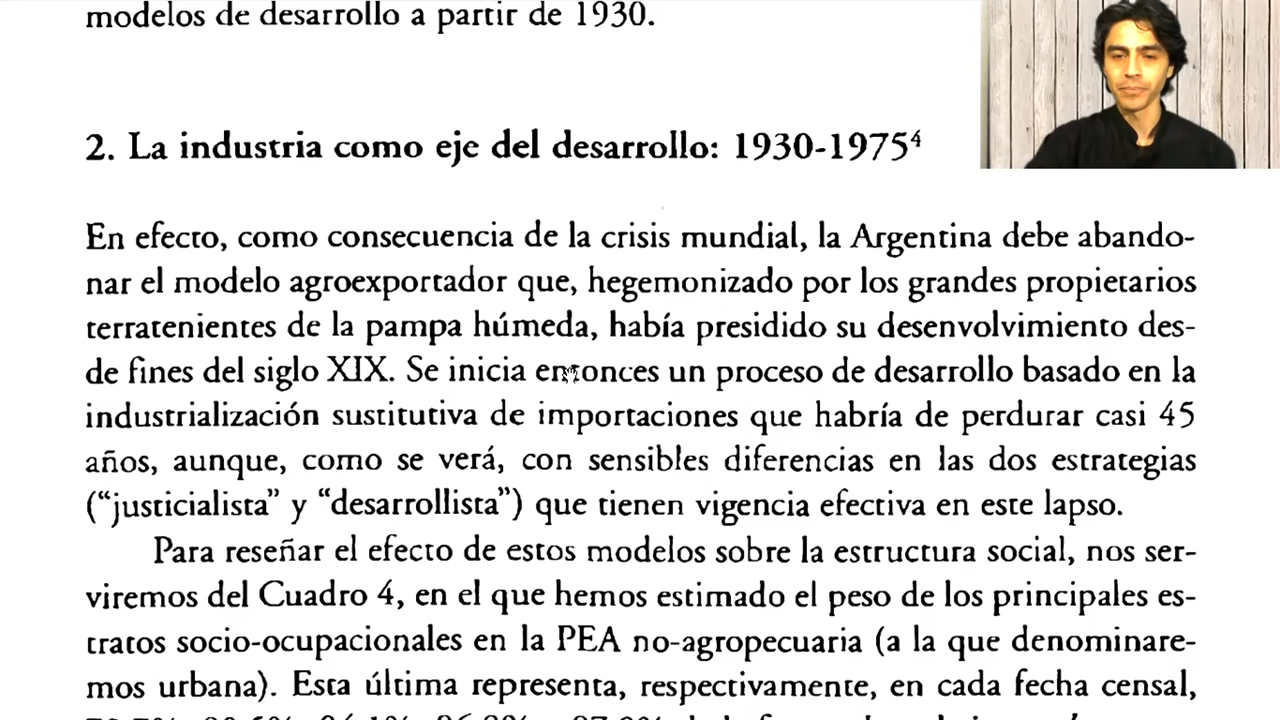 modelos de desarrollo a partir de 1930.
2. La industria como eje del desarrollo: 1930-1975⁴
En efecto, como consecuencia de la crisis mundial, la Argentina debe abando-
nar el modelo agroexportador que, hegemonizado por los grandes propietarios
terratenientes de la pampa húmeda, había presidido su desenvolvimiento des-
de fines del siglo XIX. Se inicia entonces un proceso de desarrollo basado en la
industrialización sustitutiva de importaciones que habría de perdurar casi 45
años, aunque, como se verá, con sensibles diferencias en las dos estrategias
(“justicialista” y “desarrollista”) que tienen vigencia efectiva en este lapso.
Para reseñar el efecto de estos modelos sobre la estructura social, nos ser-
viremos del Cuadro 4, en el que hemos estimado el peso de los principales es-
tratos socio-ocupacionales en la PEA no-agropecuaria (a la que denominare-
mos urbana). Esta última representa, respectivamente, en cada fecha censal,